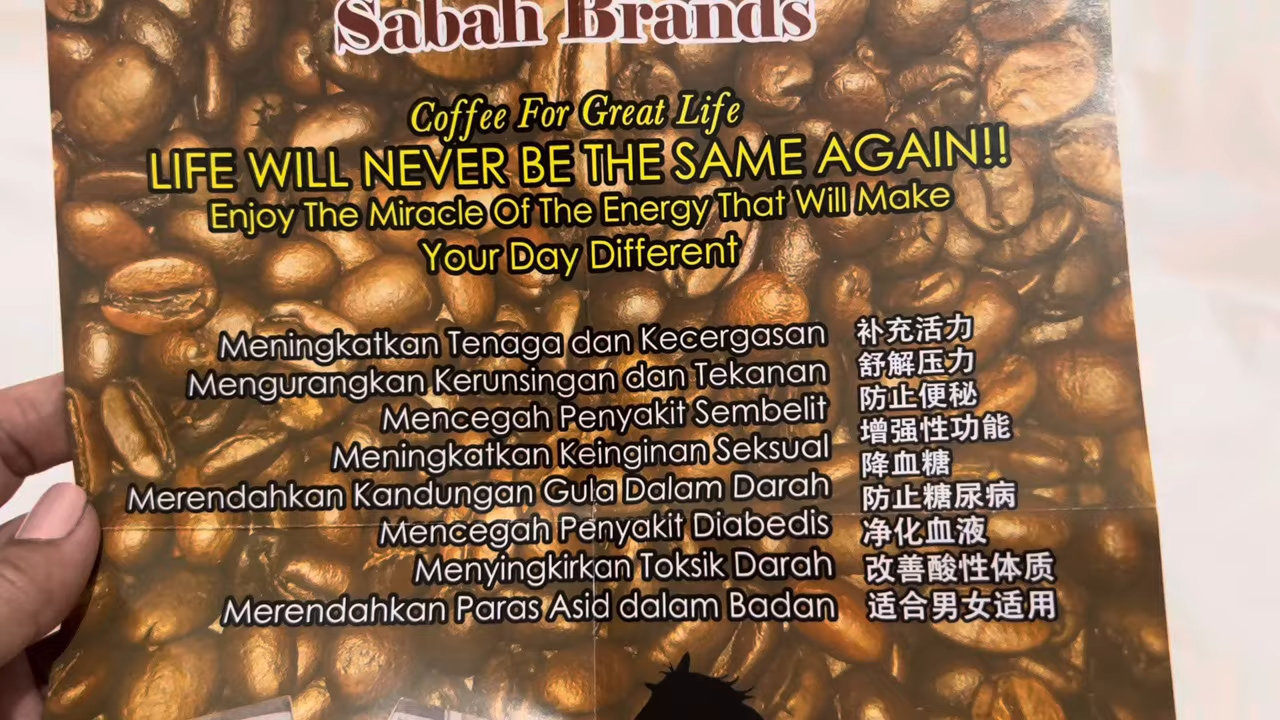 Sabah Brands
Coffee For Great Life
LIFE WILL NEVER BE THE SAME AGAIN!!
Enjoy The Miracle Of The Energy That Will Make
Your Day Different
Meningkatkan Tenaga dan Kecergasan
Mengurangkan Kerunsingan dan Tekanan
Mencegah Penyakit Sembelit
Meningkatkan Keinginan Seksual
Merendahkan Kandungan Gula Dalam Darah
Mencegah Penyakit Diabedis
Menyingkirkan Toksik Darah
Merendahkan Paras Asid dalam Badan
补充活力
舒解压力
防止便秘
增强性功能
降血糖
防止糖尿病
净化血液
改善酸性体质
适合男女适用